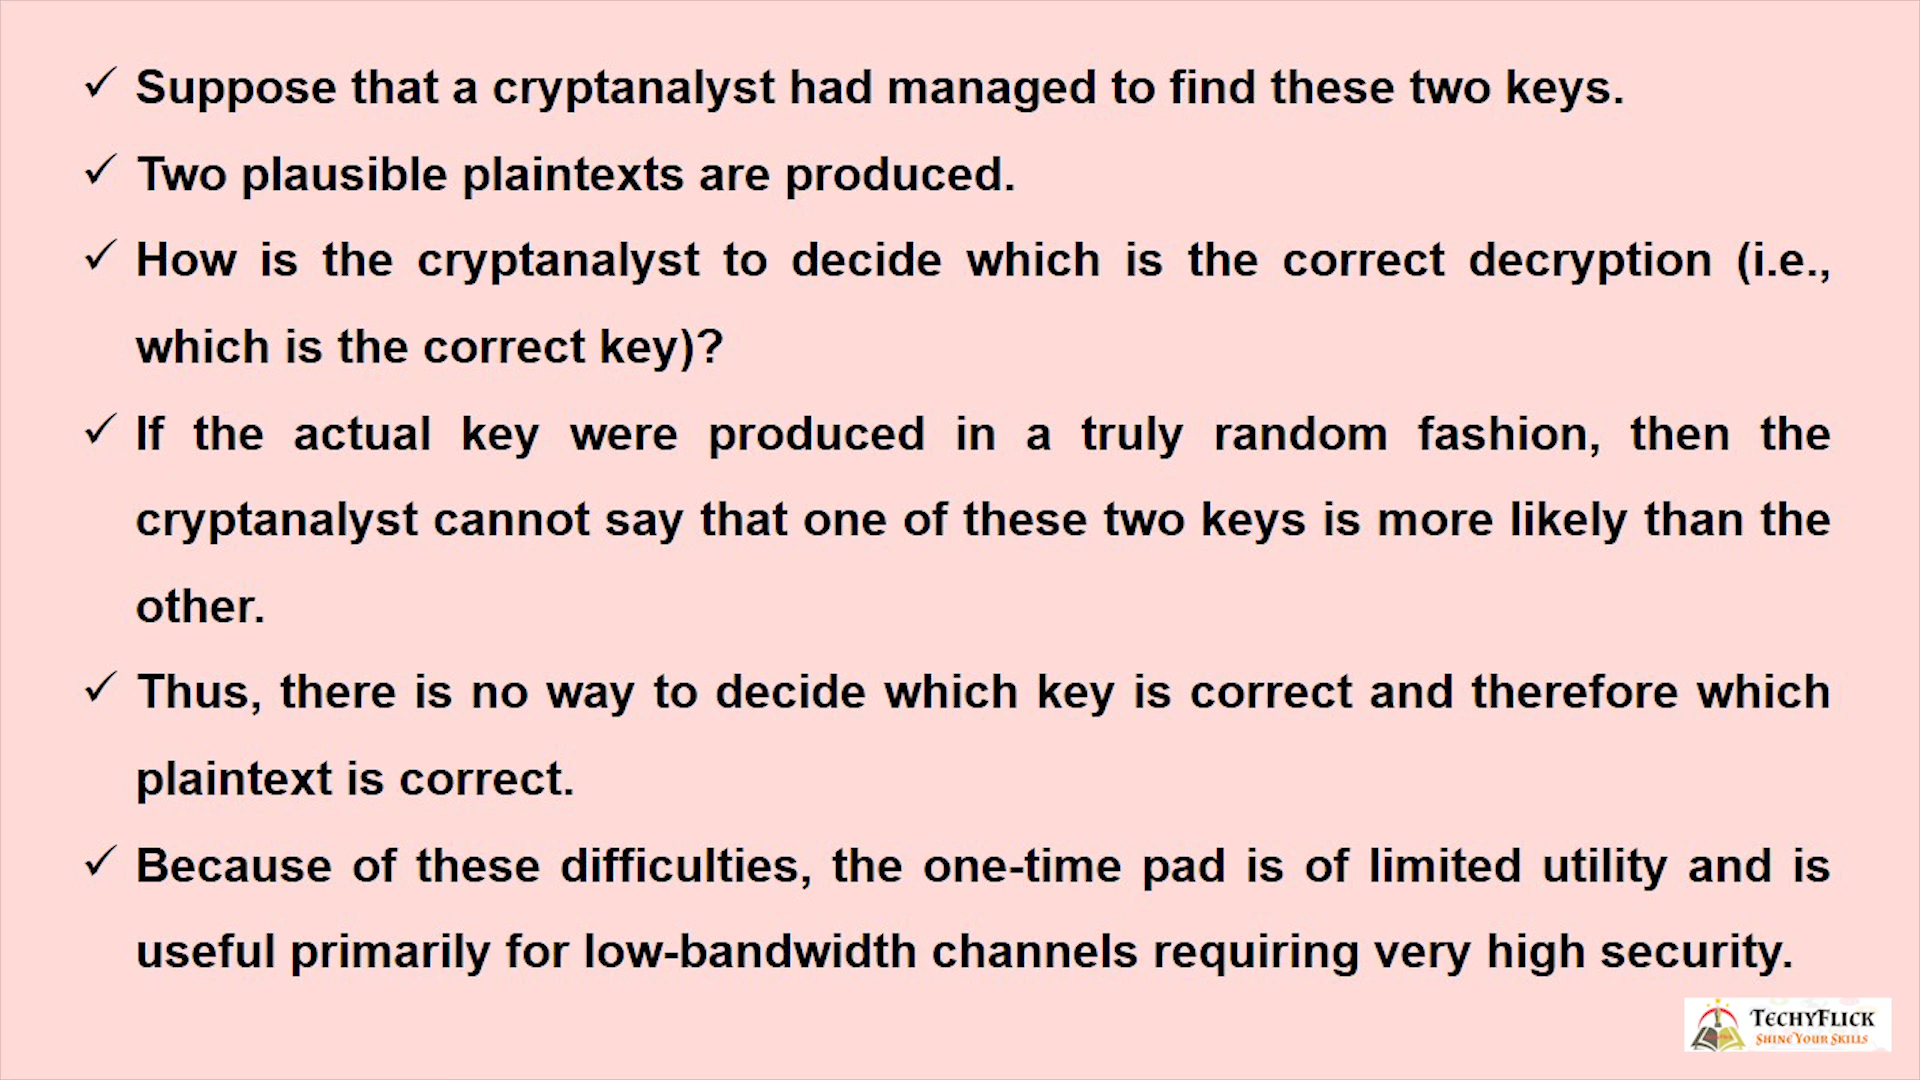 ✓ Suppose that a cryptanalyst had managed to find these two keys.
✓ Two plausible plaintexts are produced.
✓ How is the cryptanalyst to decide which is the correct decryption (i.e.,
which is the correct key)?
✓ If the actual key were produced in a truly random fashion, then the
cryptanalyst cannot say that one of these two keys is more likely than the
other.
✓ Thus, there is no way to decide which key is correct and therefore which
plaintext is correct.
✓ Because of these difficulties, the one-time pad is of limited utility and is
useful primarily for low-bandwidth channels requiring very high security.
TECHYFLICK
SHINE YOUR SKILLS